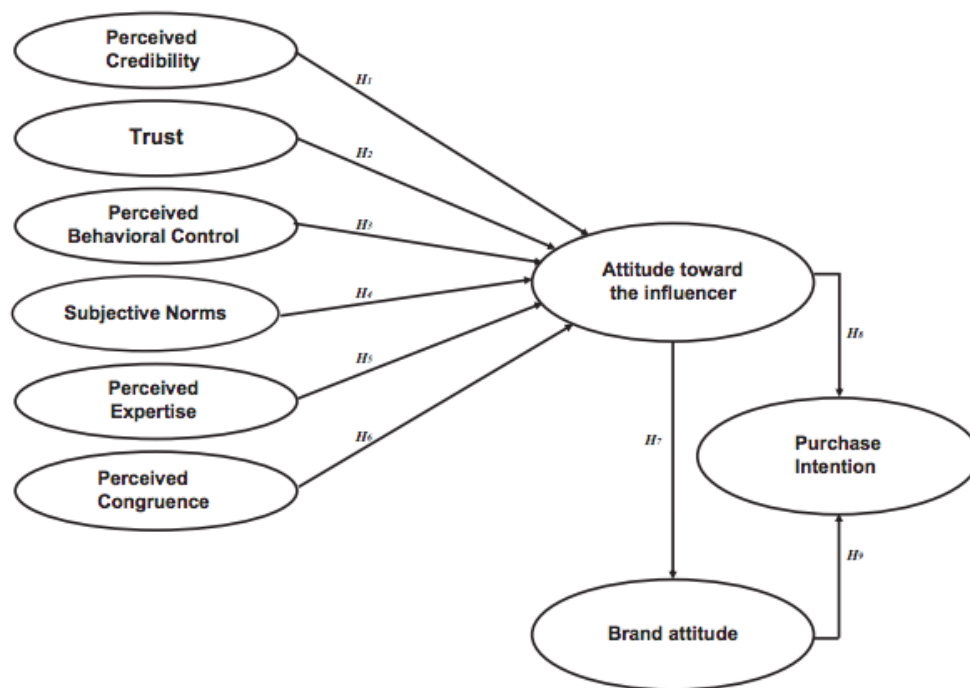 Perceived
Credibility
H1
Trust
H2
Perceived
Behavioral Control
H3
Attitude toward
the influencer
Subjective Norms
H4
H8
Perceived
Expertise
H5
Perceived
Congruence
H6
H7
Purchase
Intention
H9
Brand attitude